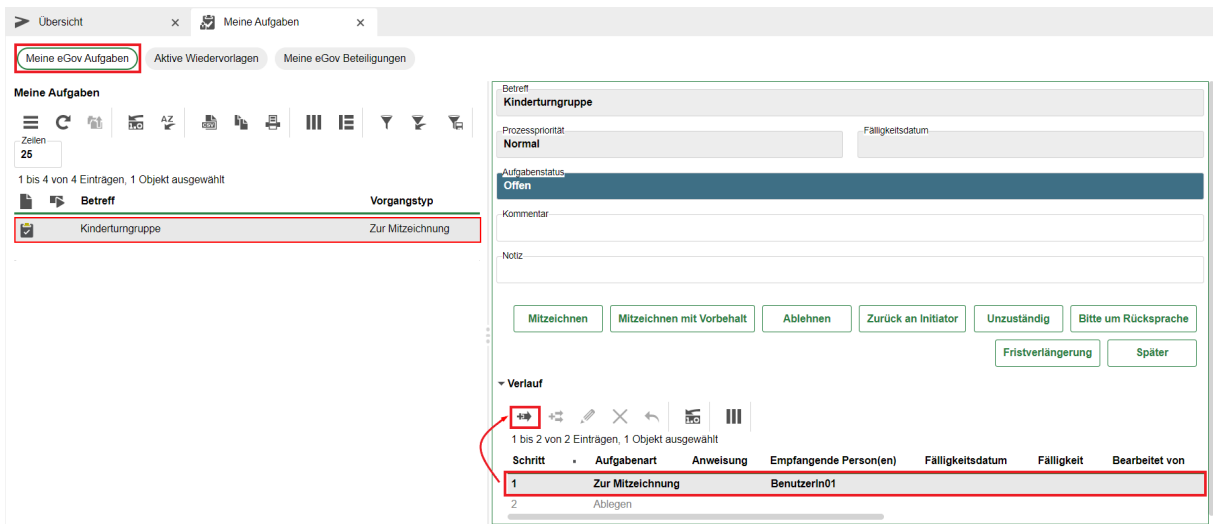 Übersicht
Meine Aufgaben
Meine eGov Aufgaben
Aktive Wiedervorlagen
Meine eGov Beteiligungen
Meine Aufgaben
Zeilen
25
1 bis 4 von 4 Einträgen, 1 Objekt ausgewählt
Betreff Vorgangstyp
Kinderturngruppe Zur Mitzeichnung
Betreff
Kinderturngruppe
Prozesspriorität Fälligkeitsdatum
Normal
Aufgabenstatus
Offen
Kommentar
Notiz
Mitzeichnen Mitzeichnen mit Vorbehalt Ablehnen Zurück an Initiator Unzuständig Bitte um Rücksprache
Fristverlängerung Später
Verlauf
1 bis 2 von 2 Einträgen, 1 Objekt ausgewählt
Schritt Aufgabenart Anweisung Empfangende Person(en) Fälligkeitsdatum Fälligkeit Bearbeitet von
1 Zur Mitzeichnung BenutzerIn01
2 Ablegen